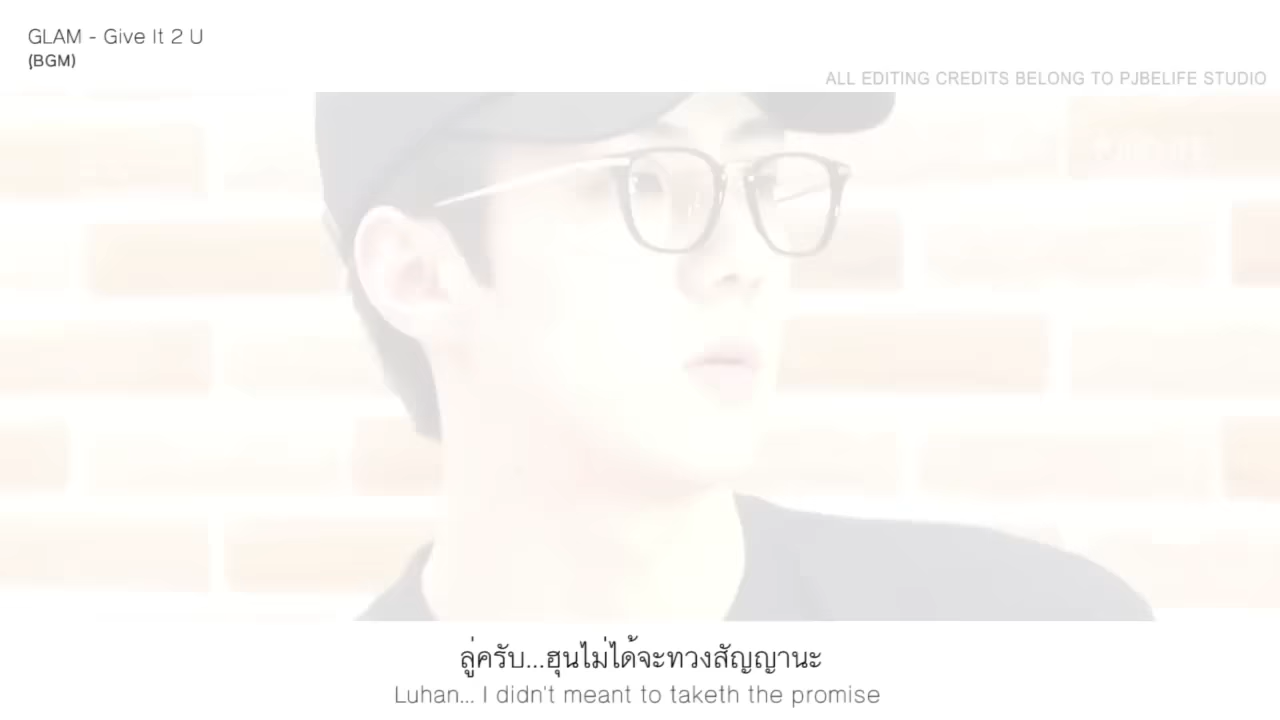 GLAM - Give It 2 U
(BGM)
ALL EDITING CREDITS BELONG TO PJBELIFE STUDIO
ลู่ครับ...ฮุนไม่ได้จะทวงสัญญานะ
Luhan... I didn't meant to taketh the promise